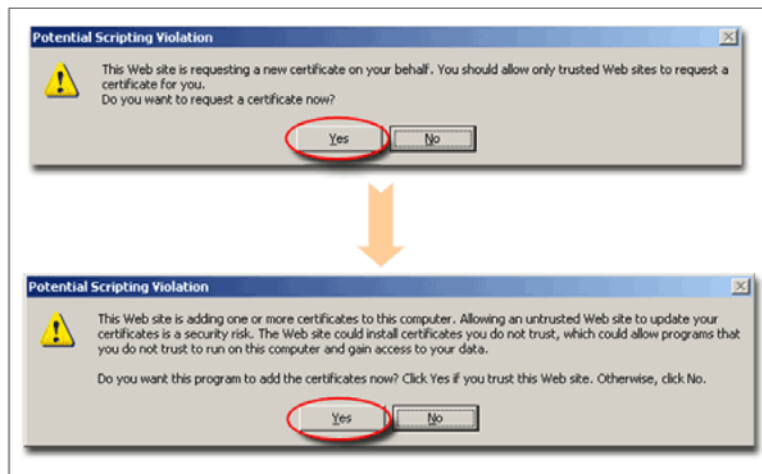 Potential Scripting Violation
This Web site is requesting a new certificate on your behalf. You should allow only trusted Web sites to request a
certificate for you.
Do you want to request a certificate now?
Yes No
Potential Scripting Violation
This Web site is adding one or more certificates to this computer. Allowing an untrusted Web site to update your
certificates is a security risk. The Web site could install certificates you do not trust, which could allow programs that
you do not trust to run on this computer and gain access to your data.
Do you want this program to add the certificates now? Click Yes if you trust this Web site. Otherwise, click No.
Yes No